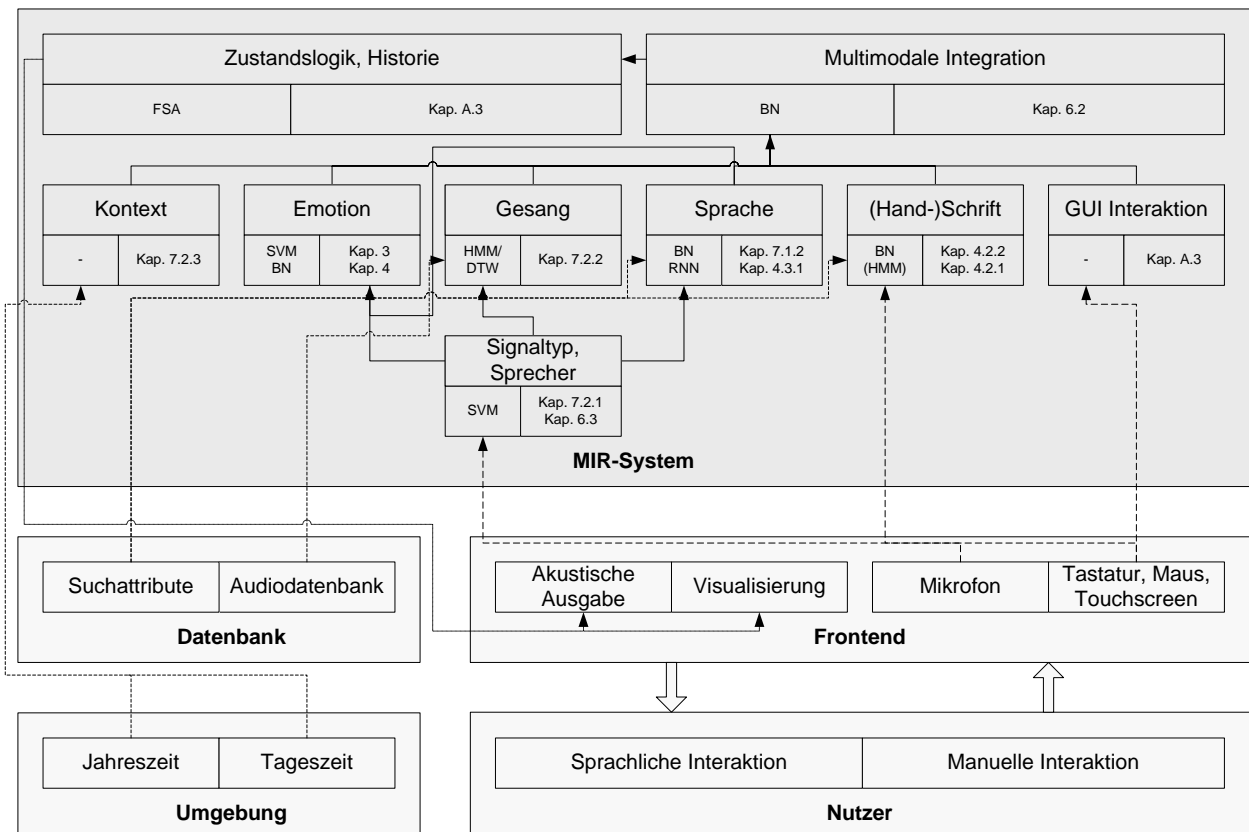 Zustandslogik, Historie
FSA
Kap. A.3
Multimodale Integration
BN
Kap. 6.2
Kontext
-
Kap. 7.2.3
Emotion
SVM
BN
Kap. 3
Kap. 4
Gesang
HMM/
DTW
Kap. 7.2.2
Sprache
BN
RNN
Kap. 7.1.2
Kap. 4.3.1
(Hand-)Schrift
BN
(HMM)
Kap. 4.2.2
Kap. 4.2.1
GUI Interaktion
-
Kap. A.3
Signaltyp,
Sprecher
SVM
Kap. 7.2.1
Kap. 6.3
MIR-System
Suchattribute
Audiodatenbank
Datenbank
Akustische
Ausgabe
Visualisierung
Mikrofon
Tastatur, Maus,
Touchscreen
Frontend
Jahreszeit
Tageszeit
Umgebung
Sprachliche Interaktion
Manuelle Interaktion
Nutzer